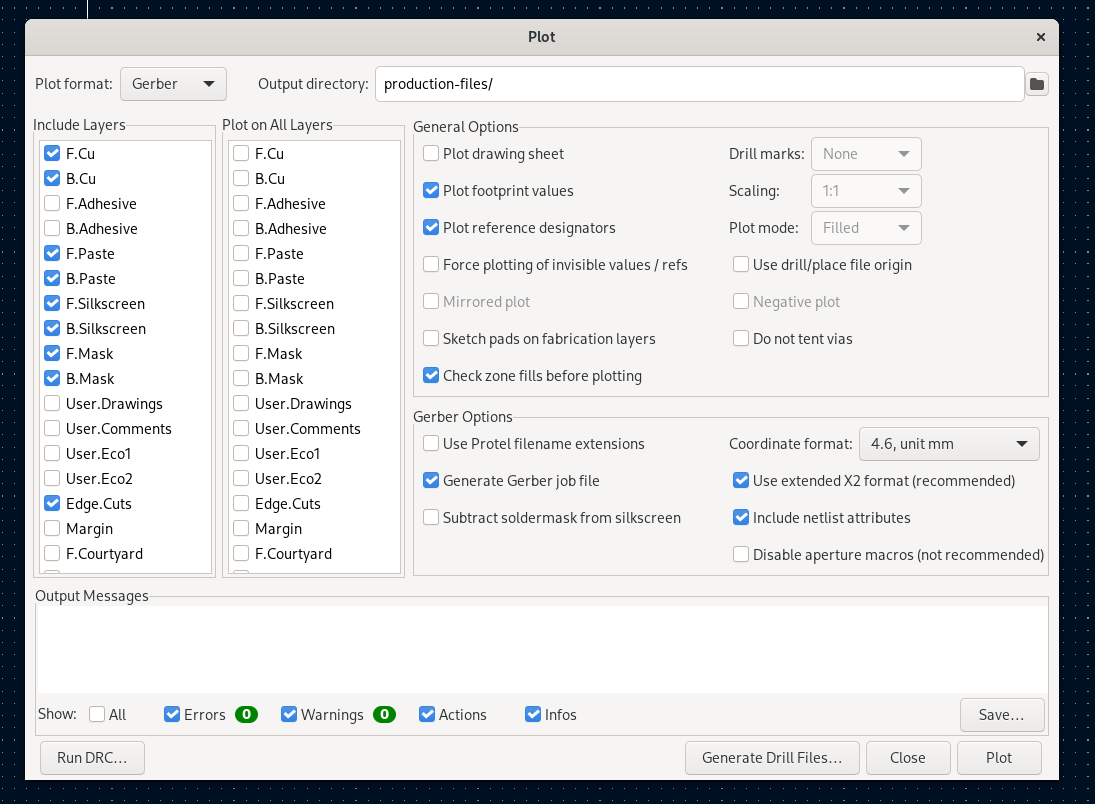 Plot
Plot format: Gerber Output directory: production-files/
Include Layers
F.Cu
B.Cu
F.Adhesive
B.Adhesive
F.Paste
B.Paste
F.Silkscreen
B.Silkscreen
F.Mask
B.Mask
User.Drawings
User.Comments
User.Eco1
User.Eco2
Edge.Cuts
Margin
F.Courtyard
Plot on All Layers
F.Cu
B.Cu
F.Adhesive
B.Adhesive
F.Paste
B.Paste
F.Silkscreen
B.Silkscreen
F.Mask
B.Mask
User.Drawings
User.Comments
User.Eco1
User.Eco2
Edge.Cuts
Margin
F.Courtyard
General Options
Plot drawing sheet Drill marks: None
Plot footprint values Scaling: 1:1
Plot reference designators Plot mode: Filled
Force plotting of invisible values / refs Use drill/place file origin
Mirrored plot Negative plot
Sketch pads on fabrication layers Do not tent vias
Check zone fills before plotting
Gerber Options
Use Protel filename extensions Coordinate format: 4.6, unit mm
Generate Gerber job file Use extended X2 format (recommended)
Subtract soldermask from silkscreen Include netlist attributes
Disable aperture macros (not recommended)
Output Messages
Show: All Errors 0 Warnings 0 Actions Infos Save...
Run DRC... Generate Drill Files... Close Plot